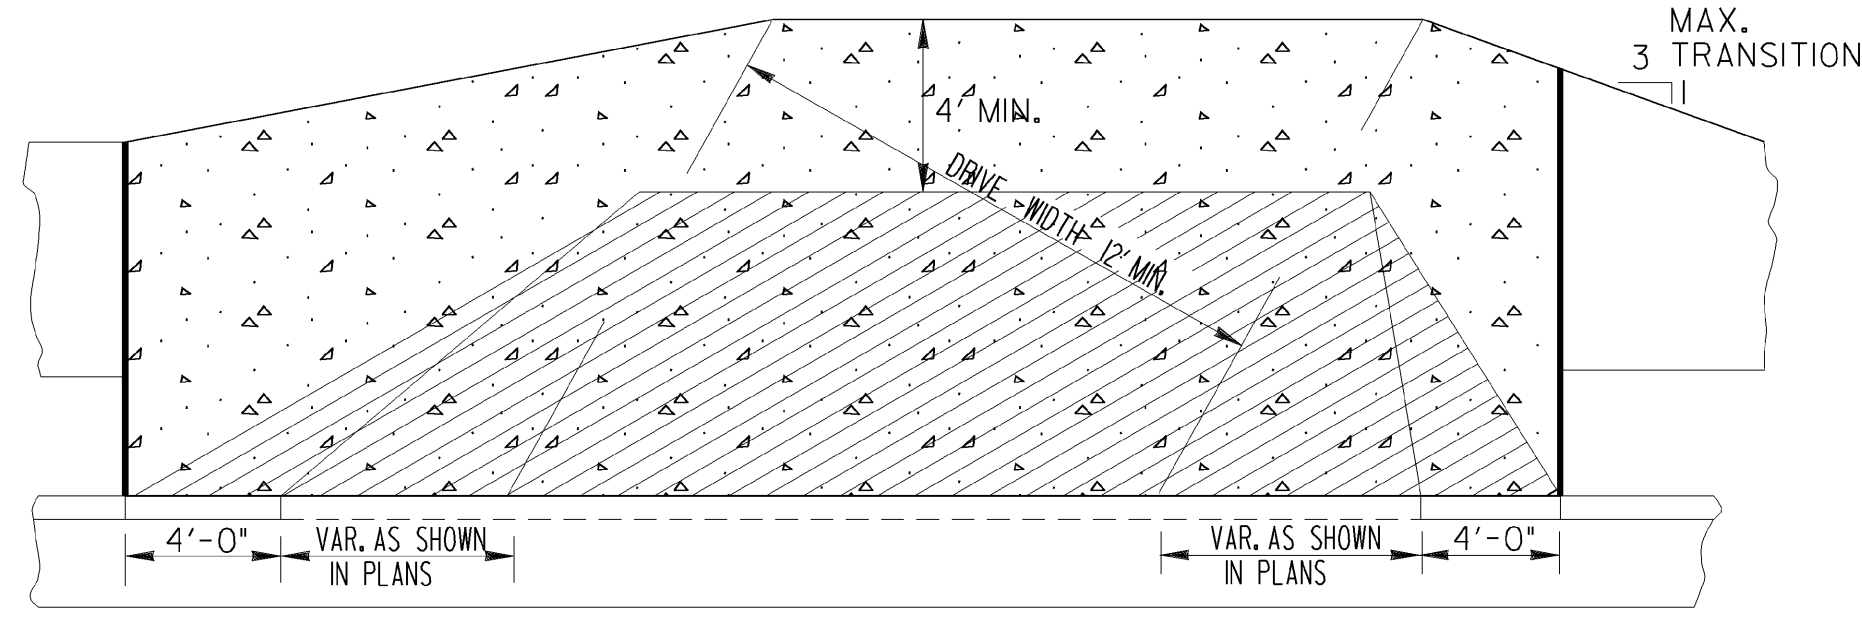 MAX.
3 TRANSITION
1
4' MIN.
DRIVE WIDTH 12' MIN.
4'-0"
VAR. AS SHOWN
IN PLANS
VAR. AS SHOWN
IN PLANS
4'-0"